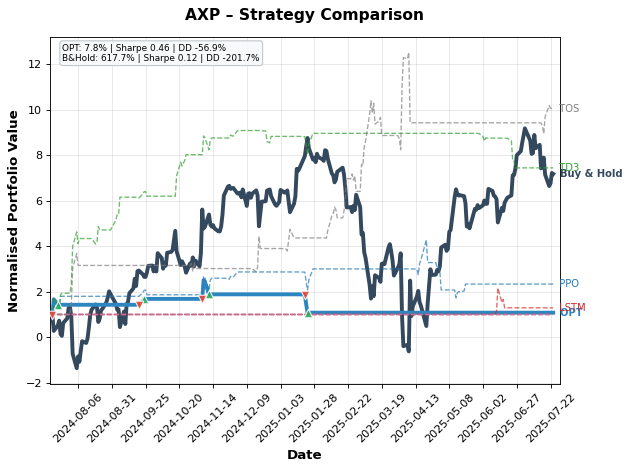 AXP – Strategy Comparison
OPT: 7.8% | Sharpe 0.46 | DD -56.9%
B&Hold: 617.7% | Sharpe 0.12 | DD -201.7%
Normalised Portfolio Value
12
10
8
6
4
2
0
−2
TOS
TD3
Buy & Hold
PPO
LSTM
OPT
2024-08-06
2024-08-31
2024-09-25
2024-10-20
2024-11-14
2024-12-09
2025-01-03
2025-01-28
2025-02-22
2025-03-19
2025-04-13
2025-05-08
2025-06-02
2025-06-27
2025-07-22
Date